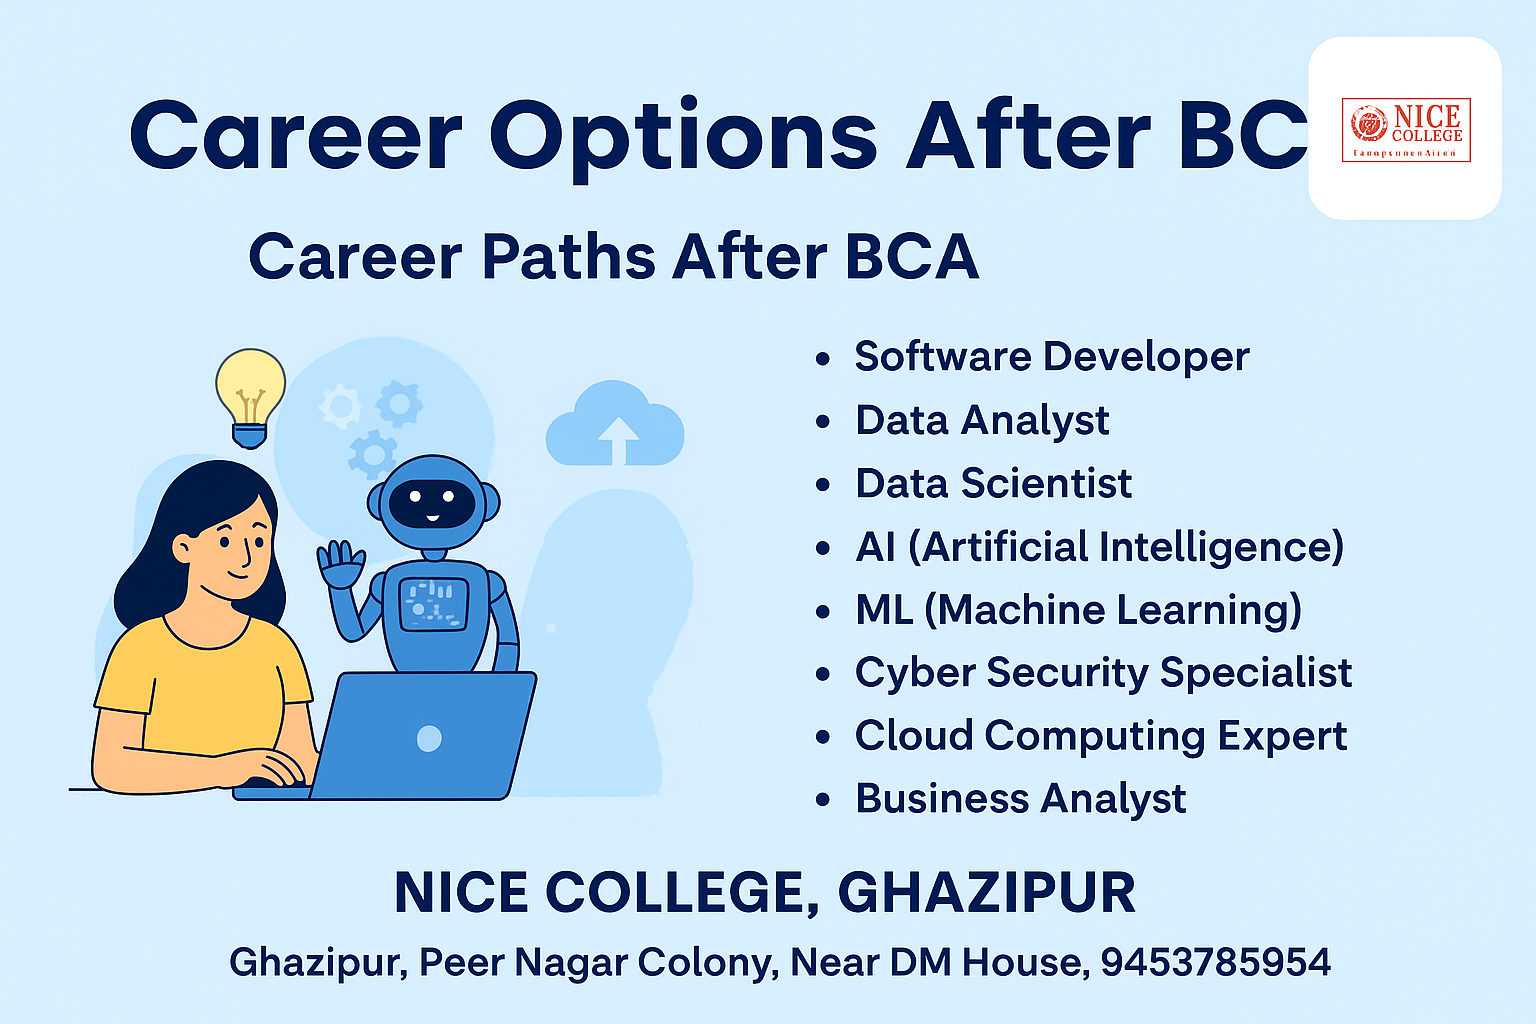 Career Options After BC
NICE
COLLEGE
Career Paths After BCA
• Software Developer
• Data Analyst
• Data Scientist
• AI (Artificial Intelligence)
• ML (Machine Learning)
• Cyber Security Specialist
• Cloud Computing Expert
• Business Analyst
NICE COLLEGE, GHAZIPUR
Ghazipur, Peer Nagar Colony, Near DM House, 9453785954